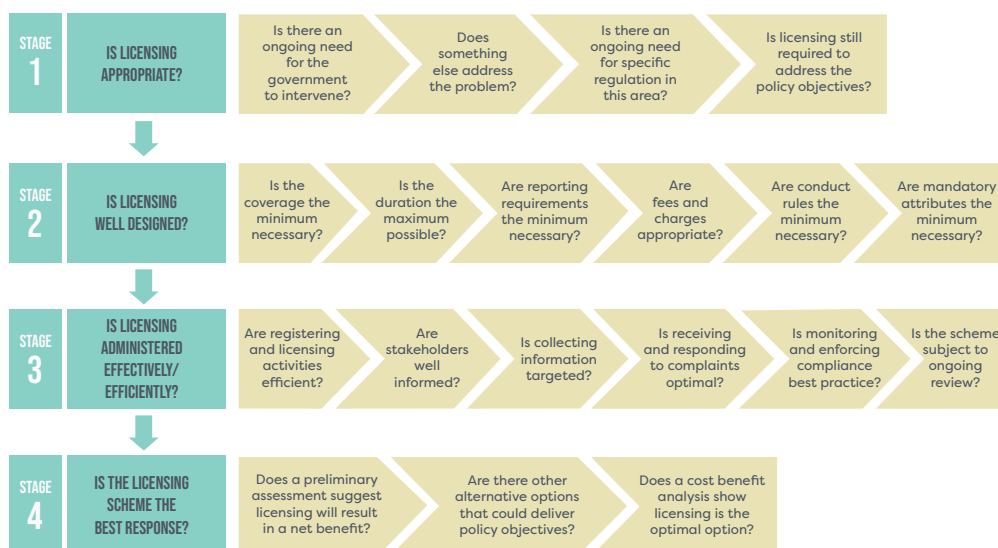 STAGE
1
IS LICENSING
APPROPRIATE?
Is there an
ongoing need
for the
government
to intervene?
Does
something
else address
the problem?
Is there an
ongoing need
for specific
regulation in
this area?
Is licensing still
required to
address the
policy objectives?
STAGE
2
IS LICENSING
WELL DESIGNED?
Is the
coverage the
minimum
necessary?
Is the
duration the
maximum
possible?
Are reporting
requirements
the minimum
necessary?
Are
fees and
charges
appropriate?
Are conduct
rules the
minimum
necessary?
Are mandatory
attributes the
minimum
necessary?
STAGE
3
IS LICENSING
ADMINISTERED
EFFECTIVELY/
EFFICIENTLY?
Are registering
and licensing
activities
efficient?
Are
stakeholders
well
informed?
Is collecting
information
targeted?
Is receiving
and responding
to complaints
optimal?
Is monitoring
and enforcing
compliance
best practice?
Is the scheme
subject to
ongoing
review?
STAGE
4
IS THE LICENSING
SCHEME THE
BEST RESPONSE?
Does a preliminary
assessment suggest
licensing will result
in a net benefit?
Are there other
alternative options
that could deliver
policy objectives?
Does a cost benefit
analysis show
licensing is the
optimal option?